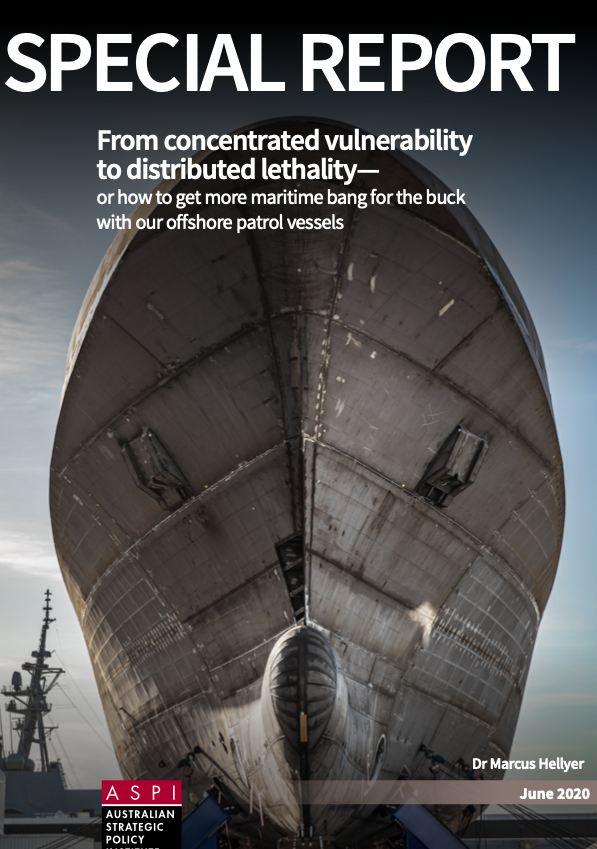 SPECIAL REPORT
From concentrated vulnerability
to distributed lethality—
or how to get more maritime bang for the buck
with our offshore patrol vessels
Dr Marcus Hellyer
June 2020
ASPI
AUSTRALIAN
STRATEGIC
POLICY